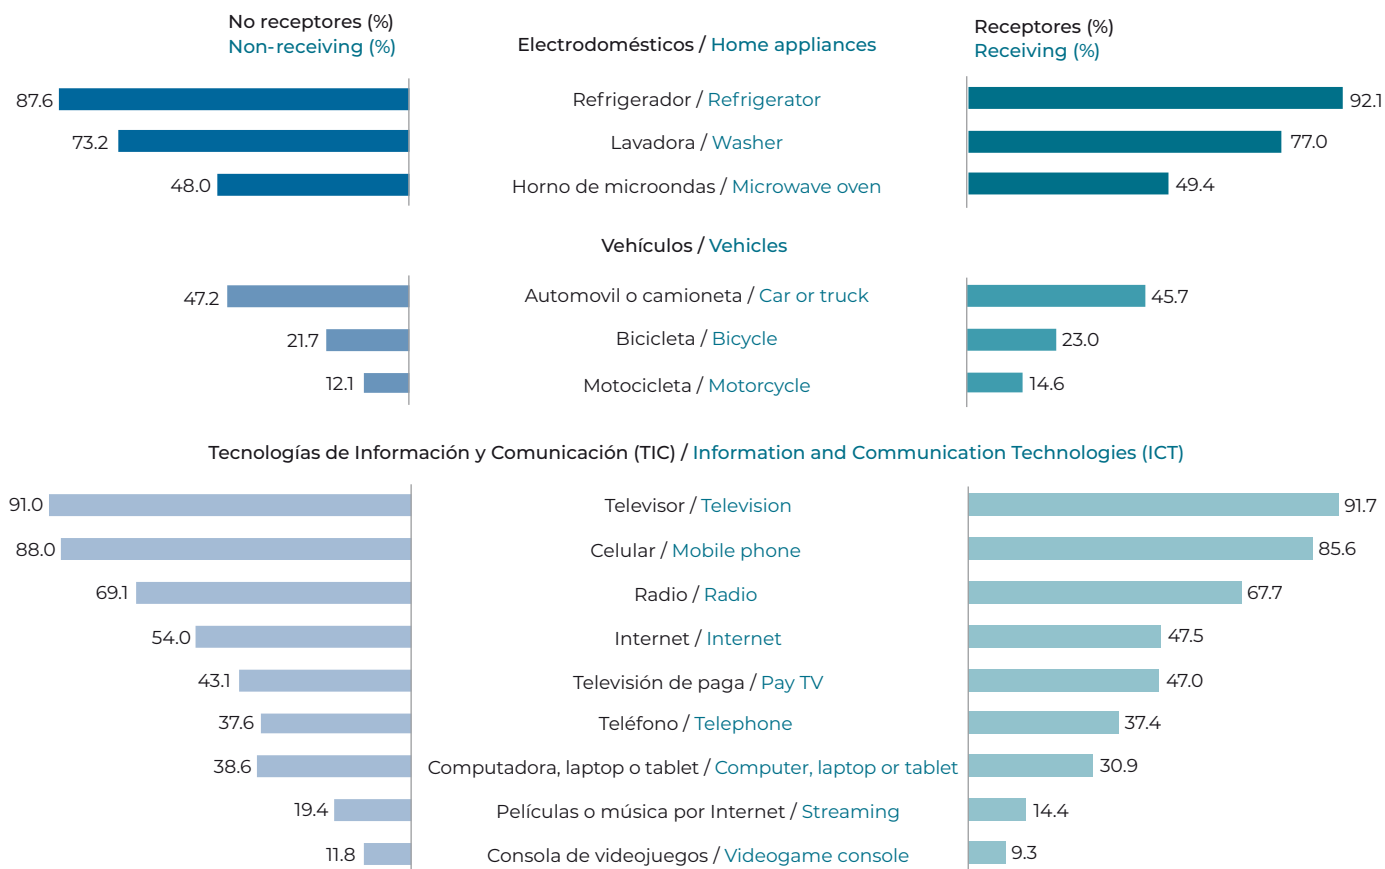 No receptores (%)
Non-receiving (%)
Electrodomésticos / Home appliances
Receptores (%)
Receiving (%)
87.6 Refrigerador / Refrigerator 92.1
73.2 Lavadora / Washer 77.0
48.0 Horno de microondas / Microwave oven 49.4
Vehículos / Vehicles
47.2 Automovil o camioneta / Car or truck 45.7
21.7 Bicicleta / Bicycle 23.0
12.1 Motocicleta / Motorcycle 14.6
Tecnologías de Información y Comunicación (TIC) / Information and Communication Technologies (ICT)
91.0 Televisor / Television 91.7
88.0 Celular / Mobile phone 85.6
69.1 Radio / Radio 67.7
54.0 Internet / Internet 47.5
43.1 Televisión de paga / Pay TV 47.0
37.6 Teléfono / Telephone 37.4
38.6 Computadora, laptop o tablet / Computer, laptop or tablet 30.9
19.4 Películas o música por Internet / Streaming 14.4
11.8 Consola de videojuegos / Videogame console 9.3